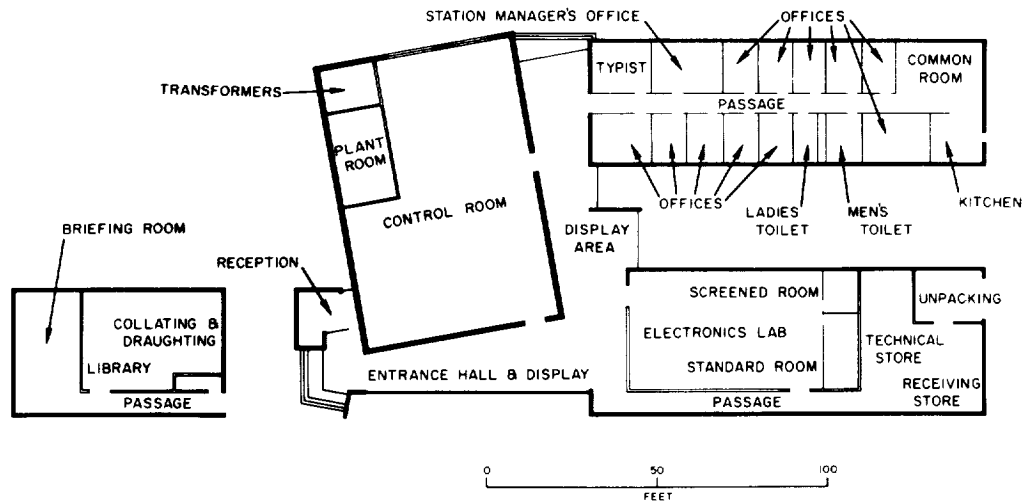 STATION MANAGER'S OFFICE
OFFICES
TYPIST
COMMON
ROOM
TRANSFORMERS
PASSAGE
PLANT
ROOM
CONTROL ROOM
OFFICES
LADIES
TOILET
MEN'S
TOILET
KITCHEN
DISPLAY
AREA
BRIEFING ROOM
RECEPTION
COLLATING &
DRAUGHTING
LIBRARY
PASSAGE
SCREENED ROOM
UNPACKING
ELECTRONICS LAB
TECHNICAL
STORE
STANDARD ROOM
ENTRANCE HALL & DISPLAY
RECEIVING
STORE
PASSAGE
0 50 100
FEET